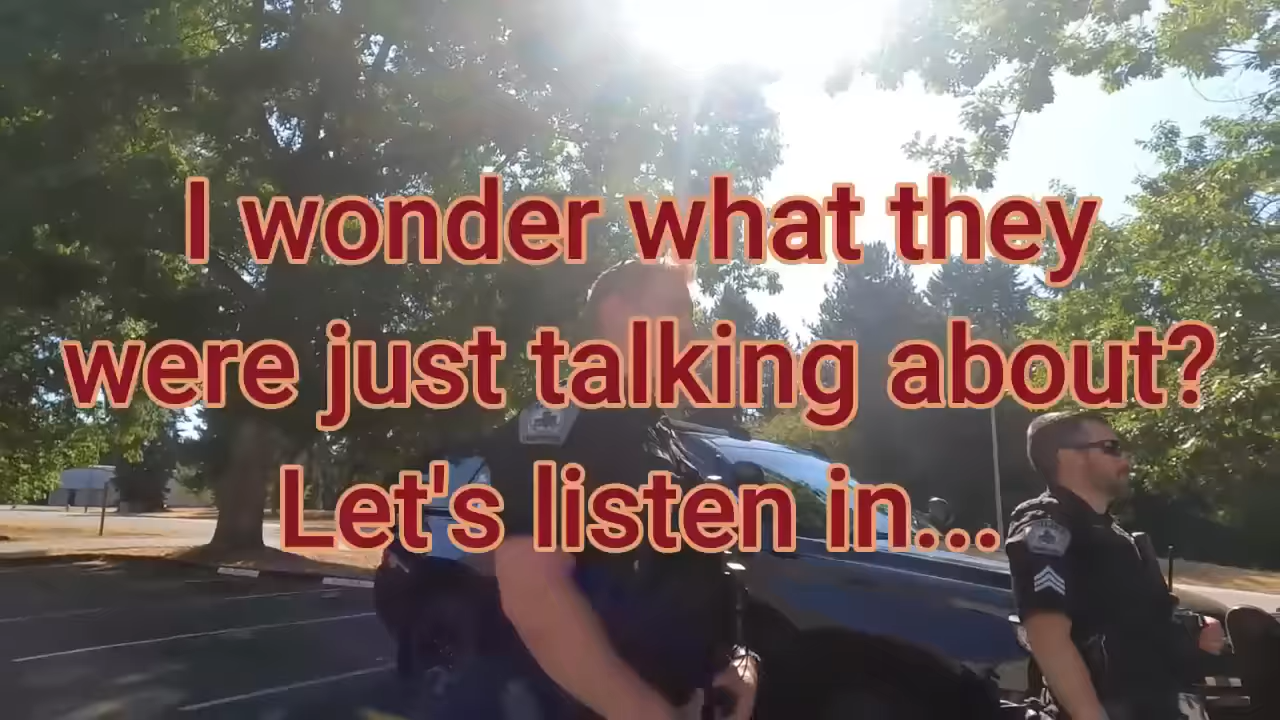 I wonder what they
were just talking about?
Let's listen in...